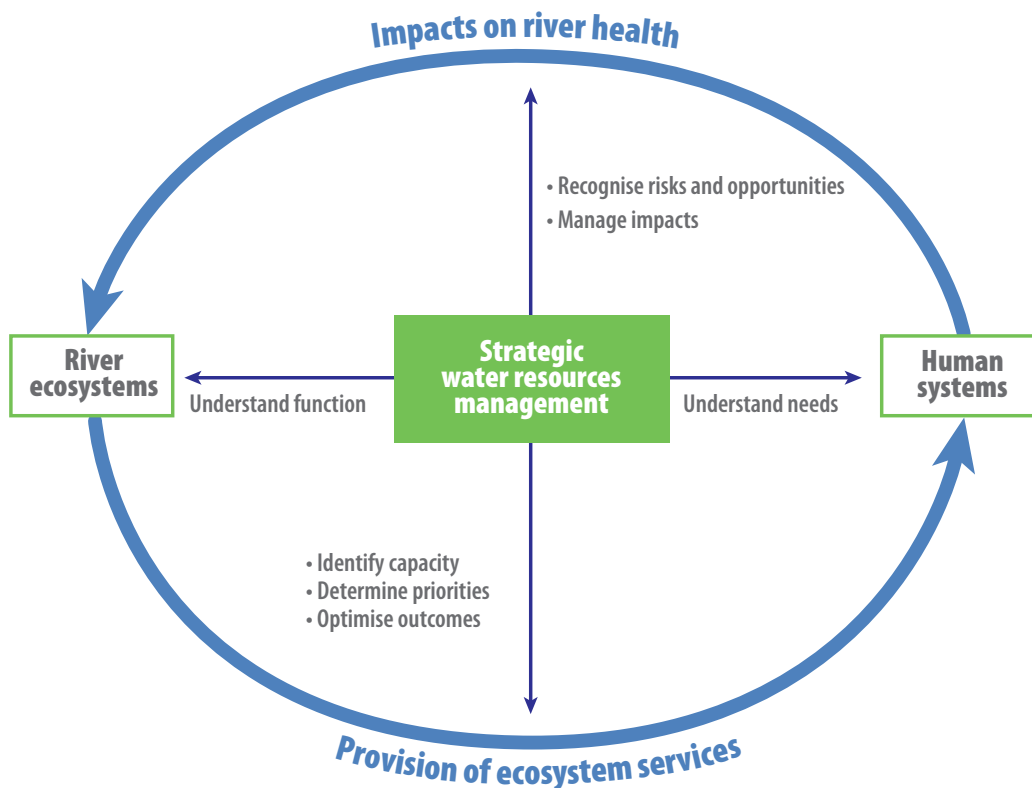 Impacts on river health
• Recognise risks and opportunities
• Manage impacts
River
ecosystems
Understand function
Strategic
water resources
management
Understand needs
Human
systems
• Identify capacity
• Determine priorities
• Optimise outcomes
Provision of ecosystem services